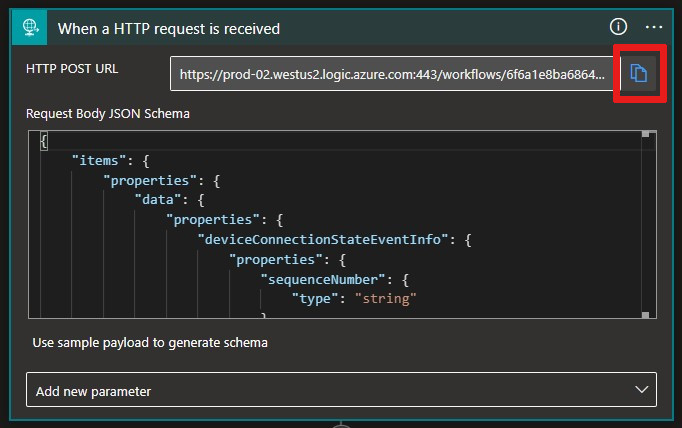 When a HTTP request is received
HTTP POST URL
https://prod-02.westus2.logic.azure.com:443/workflows/6f6a1e8ba6864...
Request Body JSON Schema
{
"items": {
"properties": {
"data": {
"properties": {
"deviceConnectionStateEventInfo": {
"properties": {
"sequenceNumber": {
"type": "string"
}
Use sample payload to generate schema
Add new parameter